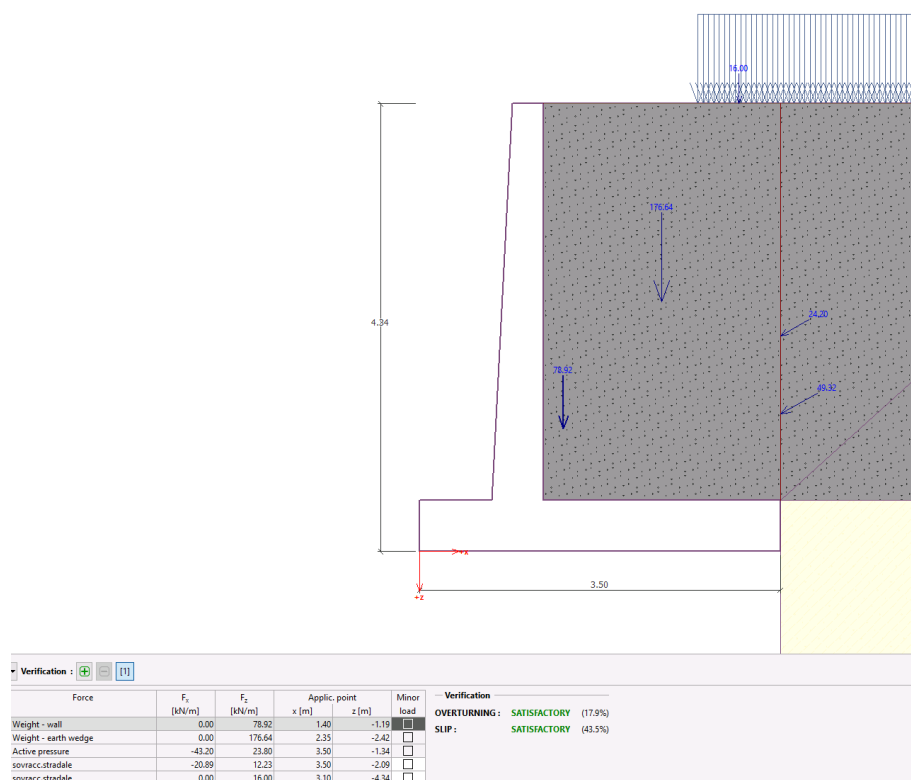 16.00
176.64
4.34
24.20
78.92
49.32
+x
3.50
+z
Verification : [1]
Force Fx Fz Applic. point Minor
[kN/m] [kN/m] x [m] z [m] load
Weight - wall 0.00 78.92 1.40 -1.19
Weight - earth wedge 0.00 176.64 2.35 -2.42
Active pressure -43.20 23.80 3.50 -1.34
sovracc.stradale -20.89 12.23 3.50 -2.09
sovracc.stradale 0.00 16.00 3.10 -4.34
Verification
OVERTURNING : SATISFACTORY (17.9%)
SLIP : SATISFACTORY (43.5%)